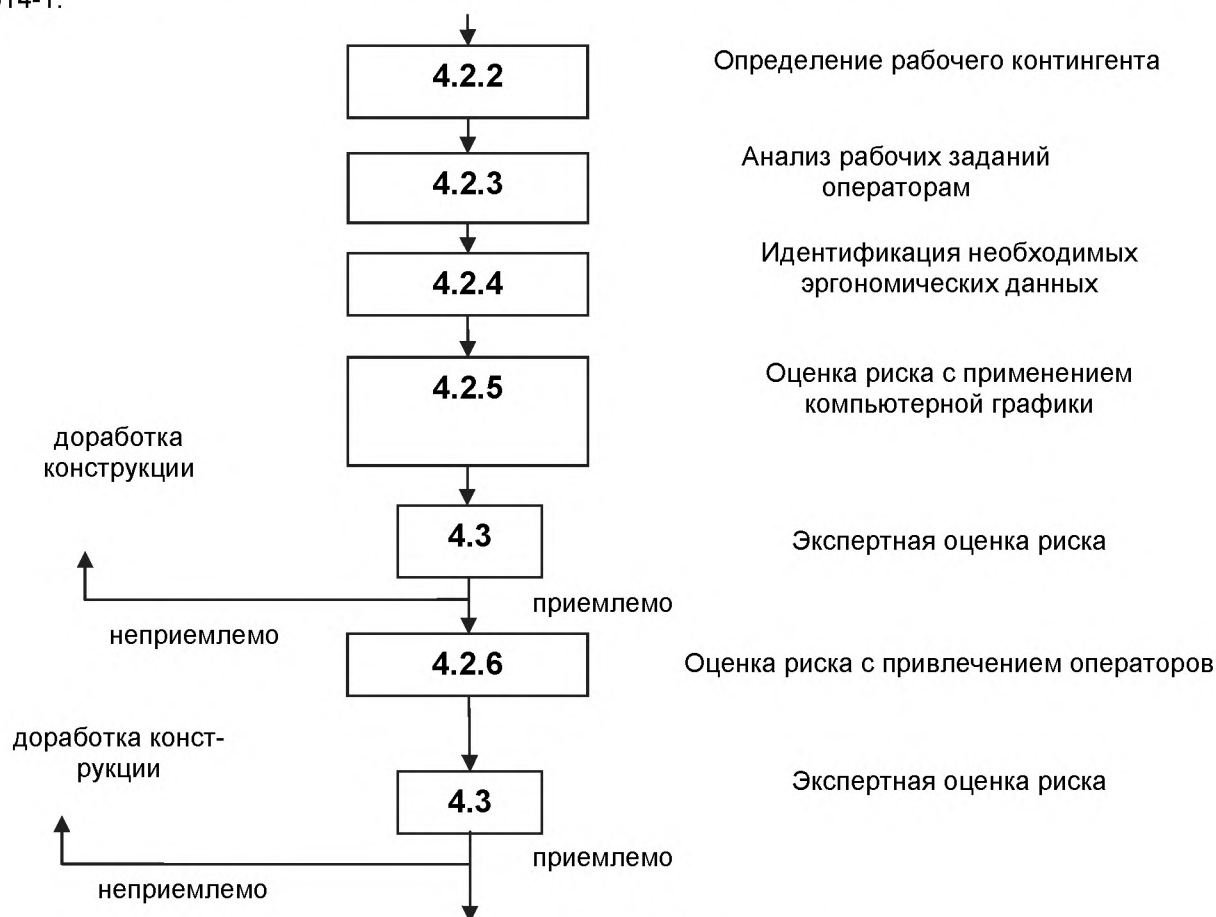 4.2.2
Определение рабочего контингента
4.2.3
Анализ рабочих заданий
операторам
4.2.4
Идентификация необходимых
эргономических данных
4.2.5
Оценка риска с применением
компьютерной графики
доработка
конструкции
4.3
Экспертная оценка риска
приемлемо
неприемлемо
4.2.6
Оценка риска с привлечением операторов
доработка конст-
рукции
4.3
Экспертная оценка риска
приемлемо
неприемлемо